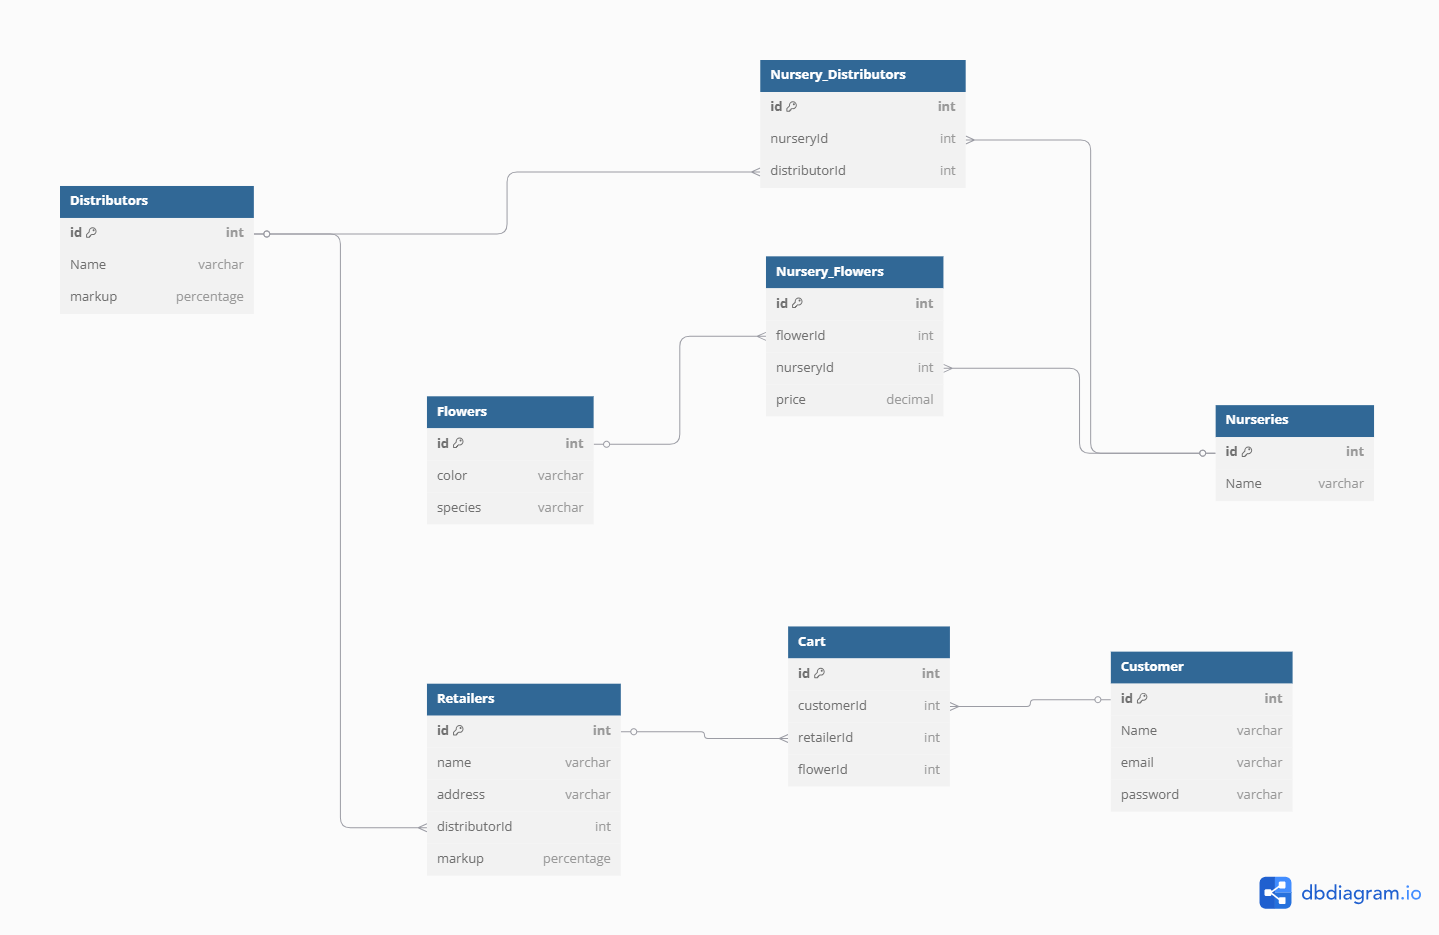 Nursery_Distributors
id int
nurseryId int
distributorId int
Distributors
id int
Name varchar
markup percentage
Nursery_Flowers
id int
flowerId int
nurseryId int
price decimal
Flowers
id int
color varchar
species varchar
Nurseries
id int
Name varchar
Cart
id int
customerId int
retailerId int
flowerId int
Customer
id int
Name varchar
email varchar
password varchar
Retailers
id int
name varchar
address varchar
distributorId int
markup percentage
dbdiagram.io